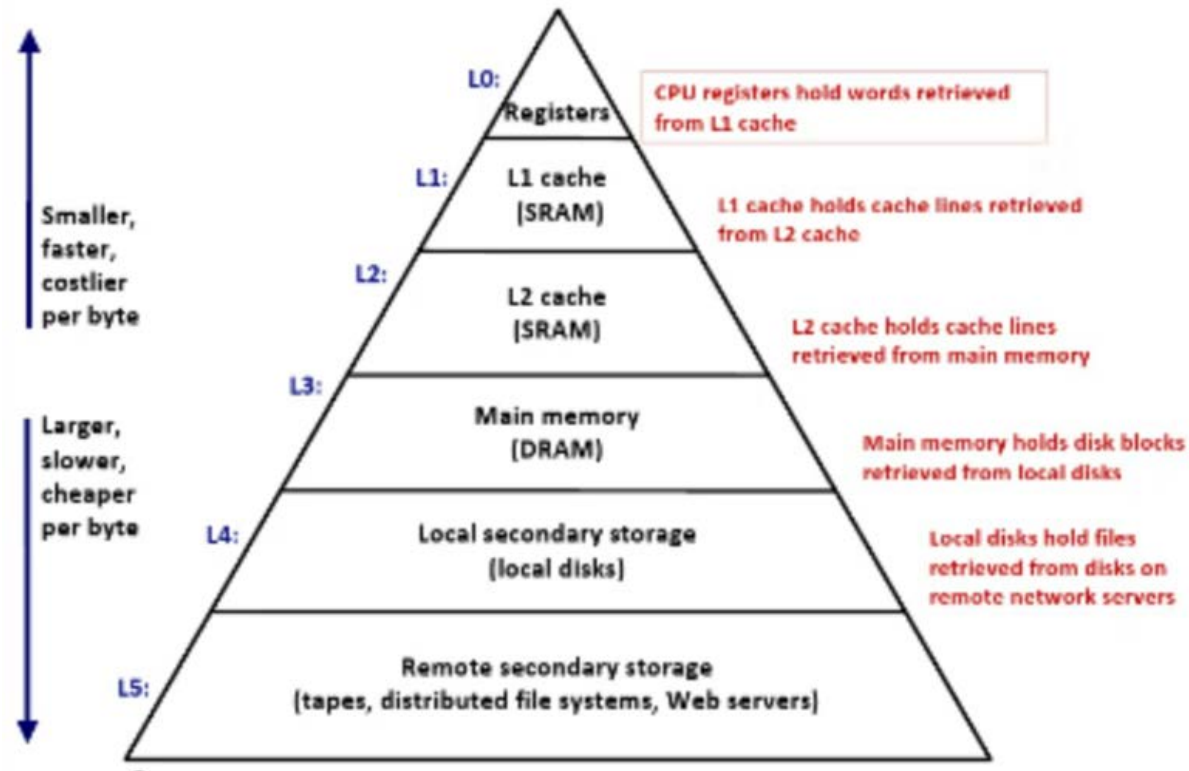 L0:
Registers
CPU registers hold words retrieved
from L1 cache
L1:
L1 cache
(SRAM)
L1 cache holds cache lines retrieved
from L2 cache
Smaller,
faster,
costlier
per byte
L2:
L2 cache
(SRAM)
L2 cache holds cache lines
retrieved from main memory
L3:
Main memory
(DRAM)
Main memory holds disk blocks
retrieved from local disks
Larger,
slower,
cheaper
per byte
L4:
Local secondary storage
(local disks)
Local disks hold files
retrieved from disks on
remote network servers
L5:
Remote secondary storage
(tapes, distributed file systems, Web servers)